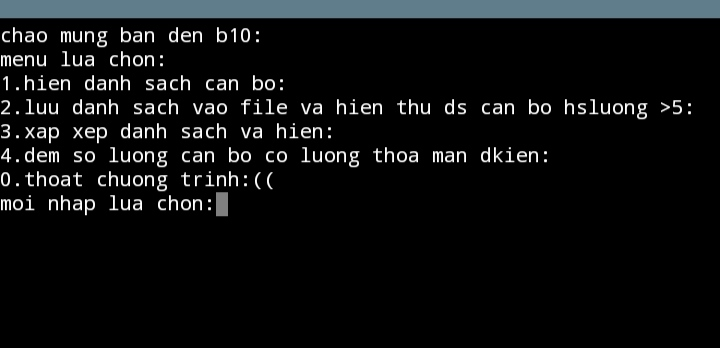 chao mung ban den b10:
menu lua chon:
1.hien danh sach can bo:
2.luu danh sach vao file va hien thu ds can bo hsluong >5:
3.xap xep danh sach va hien:
4.dem so luong can bo co luong thoa man dkien:
0.thoat chuong trinh:((
moi nhap lua chon: